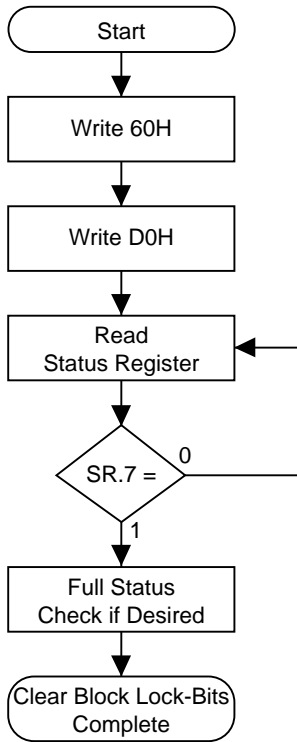 Start
Write 60H
Write D0H
Read
Status Register
SR.7 =
0
1
Full Status
Check if Desired
Clear Block Lock-Bits
Complete